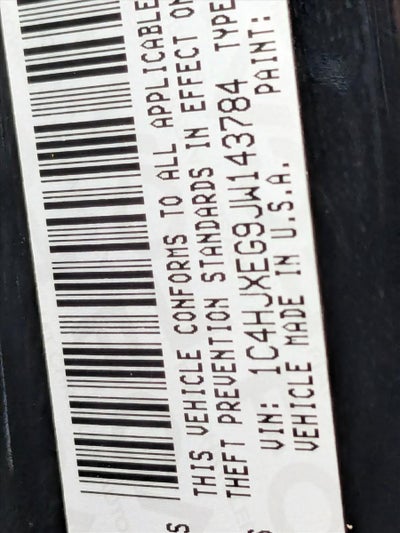 THIS VEHICLE CONFORMS TO ALL APPLICABLE
THEFT PREVENTION STANDARDS IN EFFECT ON
VIN: 1C4HJXEG9JW143784 TYPE
VEHICLE MADE IN U.S.A. PAINT: